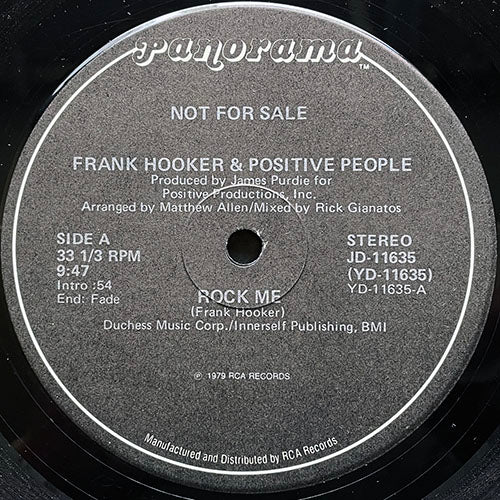 Panorama
TM
NOT FOR SALE
FRANK HOOKER & POSITIVE PEOPLE
Produced by James Purdie for
Positive Productions, Inc.
Arranged by Matthew Allen/Mixed by Rick Gianatos
SIDE A
33 1/3 RPM
9:47
Intro :54
End: Fade
STEREO
JD-11635
(YD-11635)
YD-11635-A
ROCK ME
(Frank Hooker)
Duchess Music Corp./Innerself Publishing, BMI
℗ 1979 RCA RECORDS
Manufactured and Distributed by RCA Records